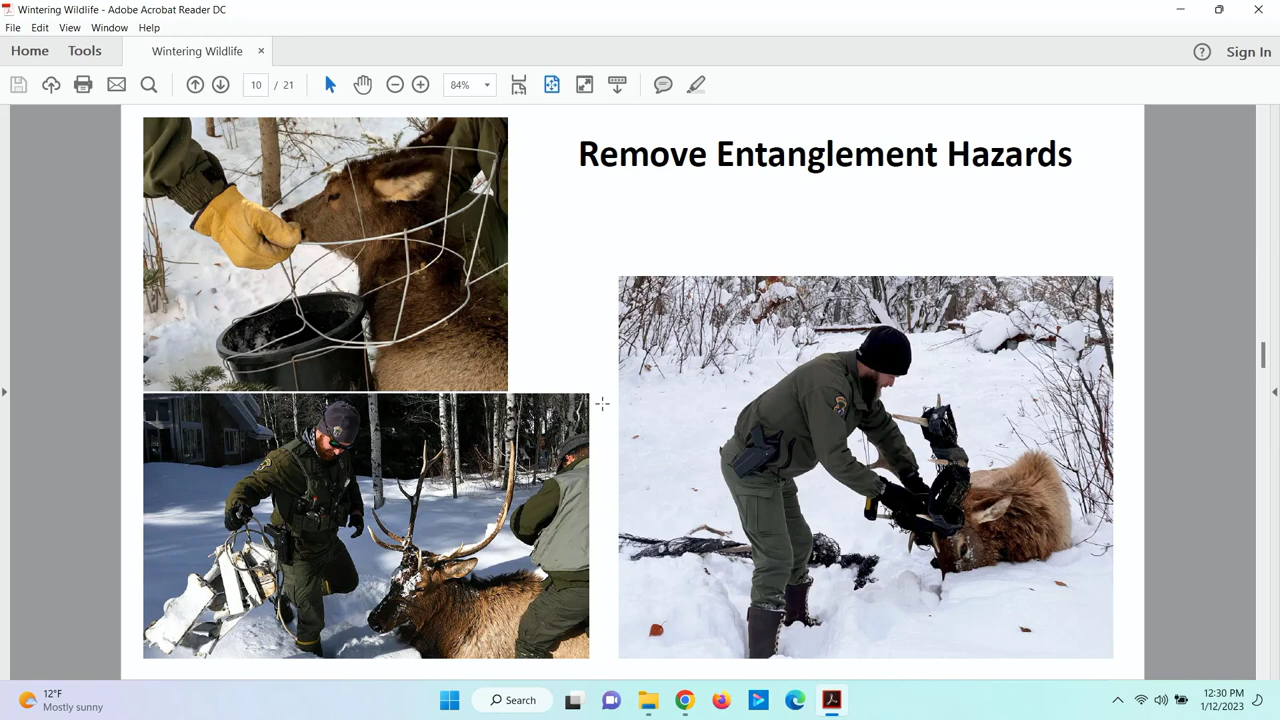 Wintering Wildlife - Adobe Acrobat Reader DC
File Edit View Window Help
Home Tools Wintering Wildlife × Sign In
10 / 21 84%
Remove Entanglement Hazards
12°F
Mostly sunny
Search
12:30 PM
1/12/2023